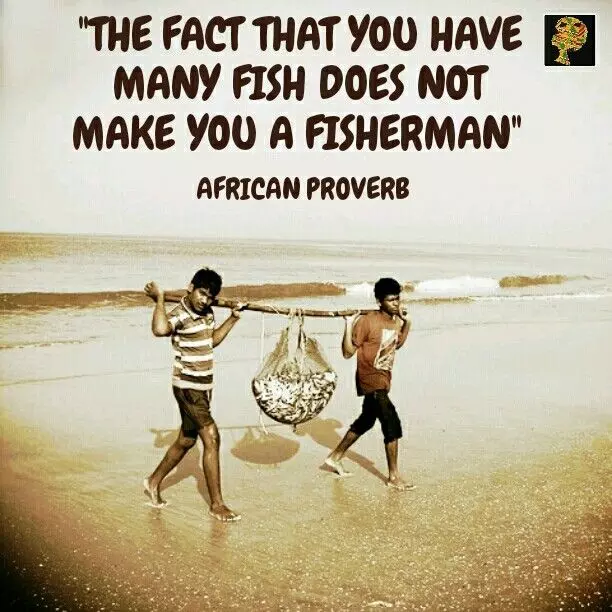 "THE FACT THAT YOU HAVE
MANY FISH DOES NOT
MAKE YOU A FISHERMAN"
AFRICAN PROVERB